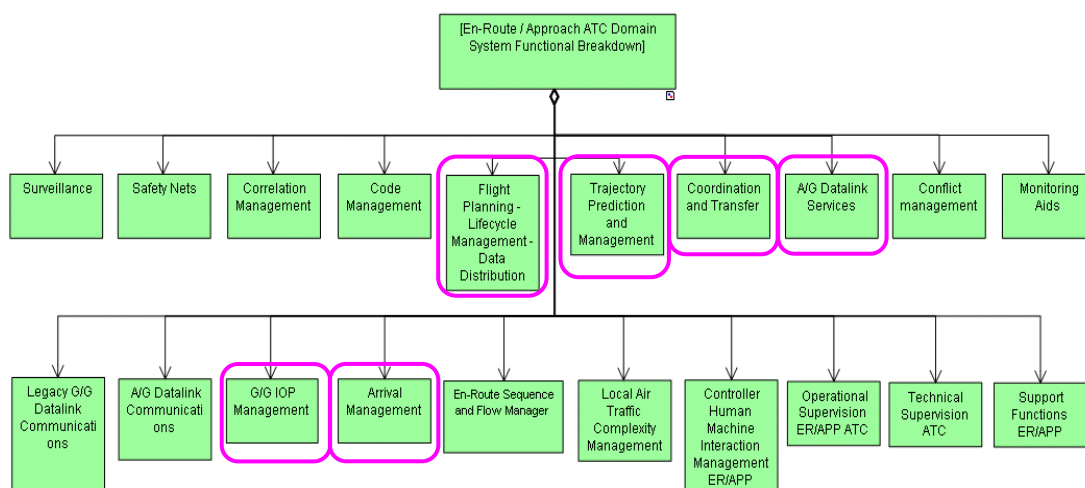 [En-Route / Approach ATC Domain
System Functional Breakdown]
Surveillance
Safety Nets
Correlation
Management
Code
Management
Flight
Planning -
Lifecycle
Management -
Data
Distribution
Trajectory
Prediction
and
Management
Coordination
and Transfer
A/G Datalink
Services
Conflict
management
Monitoring
Aids
Legacy G/G
Datalink
Communicati
ons
A/G Datalink
Communicati
ons
G/G IOP
Management
Arrival
Management
En-Route Sequence
and Flow Manager
Local Air
Traffic
Complexity
Management
Controller
Human
Machine
Interaction
Management
ER/APP
Operational
Supervision
ER/APP ATC
Technical
Supervision
ATC
Support
Functions
ER/APP